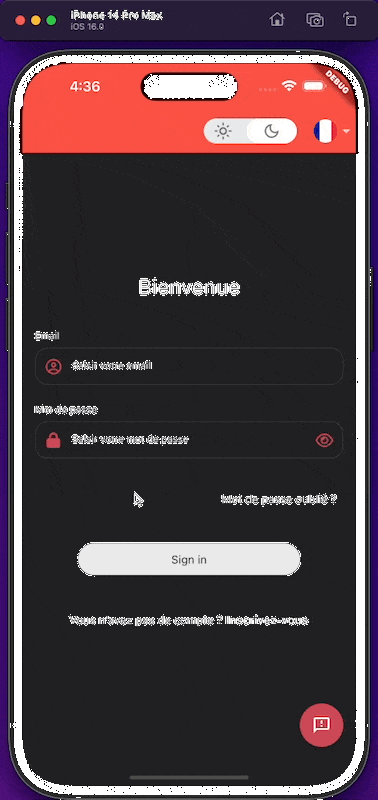 iPhone 14 Pro Max
iOS 16.0
4:36
DEBUG
Bienvenue
Email
Saisir votre email
Mot de passe
Saisir votre mot de passe
Mot de passe oublié ?
Sign in
Vous n'avez pas de compte ? Inscrivez-vous